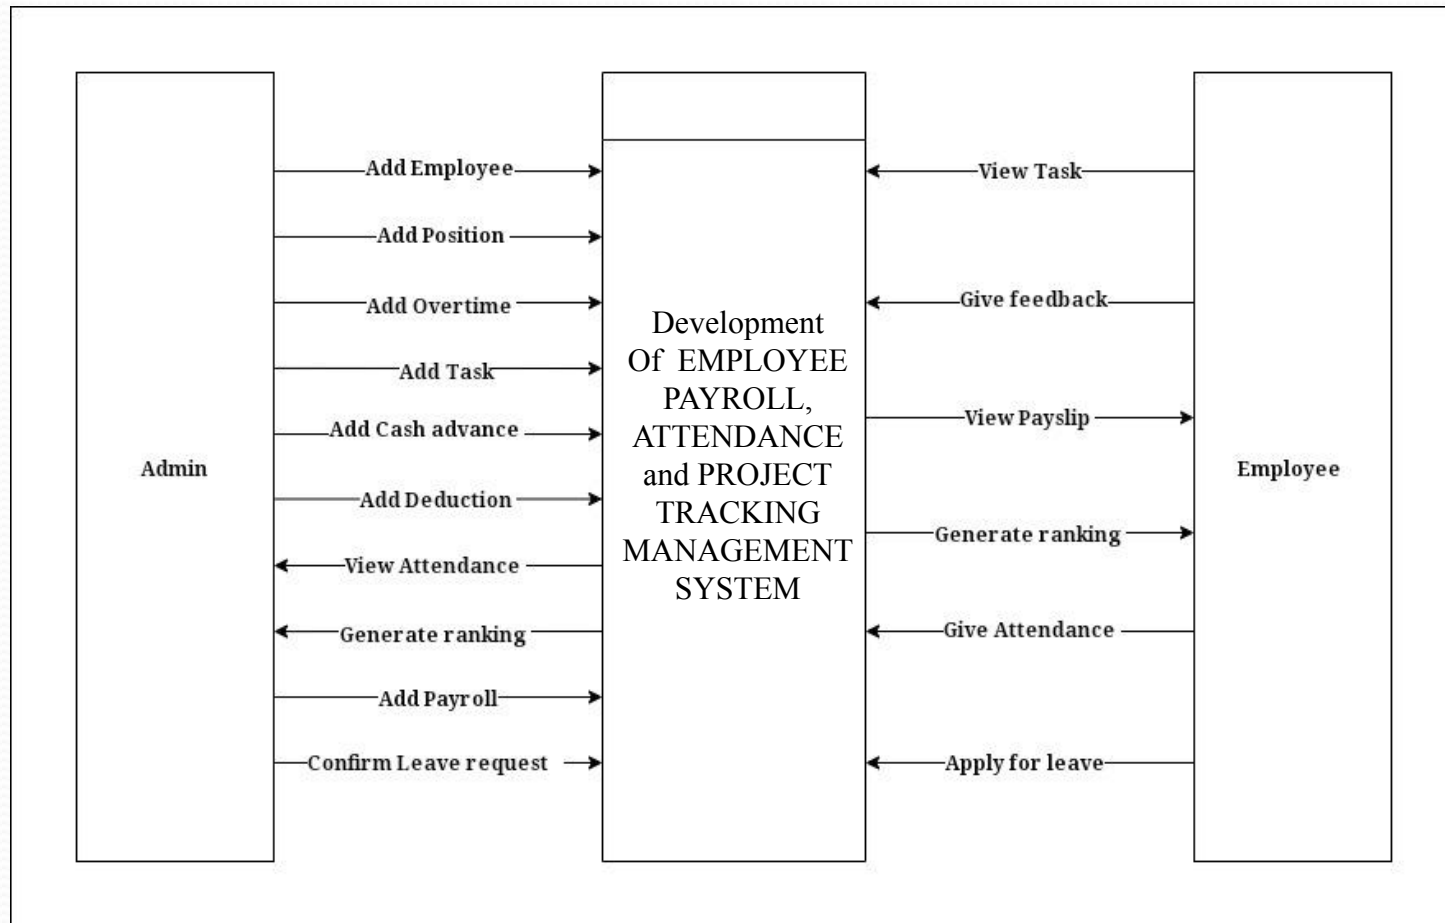 Admin
Add Employee
Add Position
Add Overtime
Add Task
Add Cash advance
Add Deduction
View Attendance
Generate ranking
Add Payroll
Confirm Leave request
Development
Of EMPLOYEE
PAYROLL,
ATTENDANCE
and PROJECT
TRACKING
MANAGEMENT
SYSTEM
View Task
Give feedback
View Payslip
Generate ranking
Give Attendance
Apply for leave
Employee